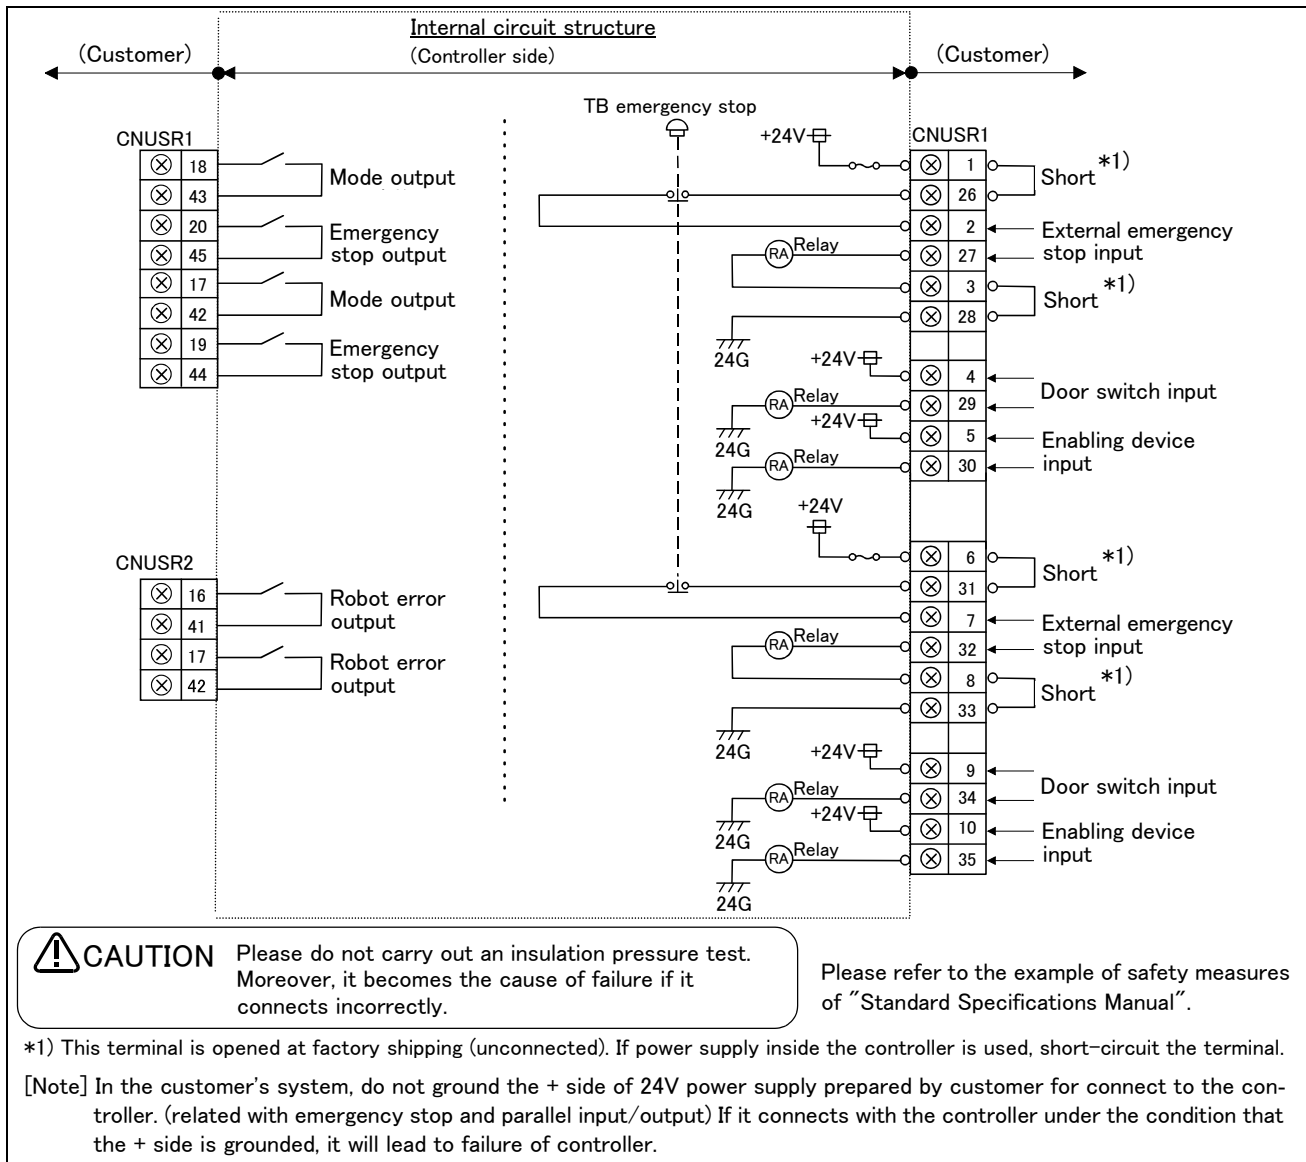 Internal circuit structure
(Customer)
(Controller side)
(Customer)
TB emergency stop
CNUSR1
18
43
Mode output
20
45
Emergency
stop output
17
42
Mode output
19
44
Emergency
stop output
CNUSR2
16
41
Robot error
output
17
42
Robot error
output
+24V
CNUSR1
1
26
Short *1)
2
27
External emergency
stop input
RA Relay
3
28
Short *1)
24G
+24V
4
29
Door switch input
RA Relay
24G
+24V
5
30
Enabling device
input
RA Relay
24G
+24V
6
31
Short *1)
7
32
External emergency
stop input
RA Relay
8
33
Short *1)
24G
+24V
9
34
Door switch input
RA Relay
24G
+24V
10
35
Enabling device
input
RA Relay
24G
CAUTION
Please do not carry out an insulation pressure test.
Moreover, it becomes the cause of failure if it
connects incorrectly.
Please refer to the example of safety measures
of "Standard Specifications Manual".
*1) This terminal is opened at factory shipping (unconnected). If power supply inside the controller is used, short-circuit the terminal.
[Note] In the customer's system, do not ground the + side of 24V power supply prepared by customer for connect to the con-
troller. (related with emergency stop and parallel input/output) If it connects with the controller under the condition that
the + side is grounded, it will lead to failure of controller.